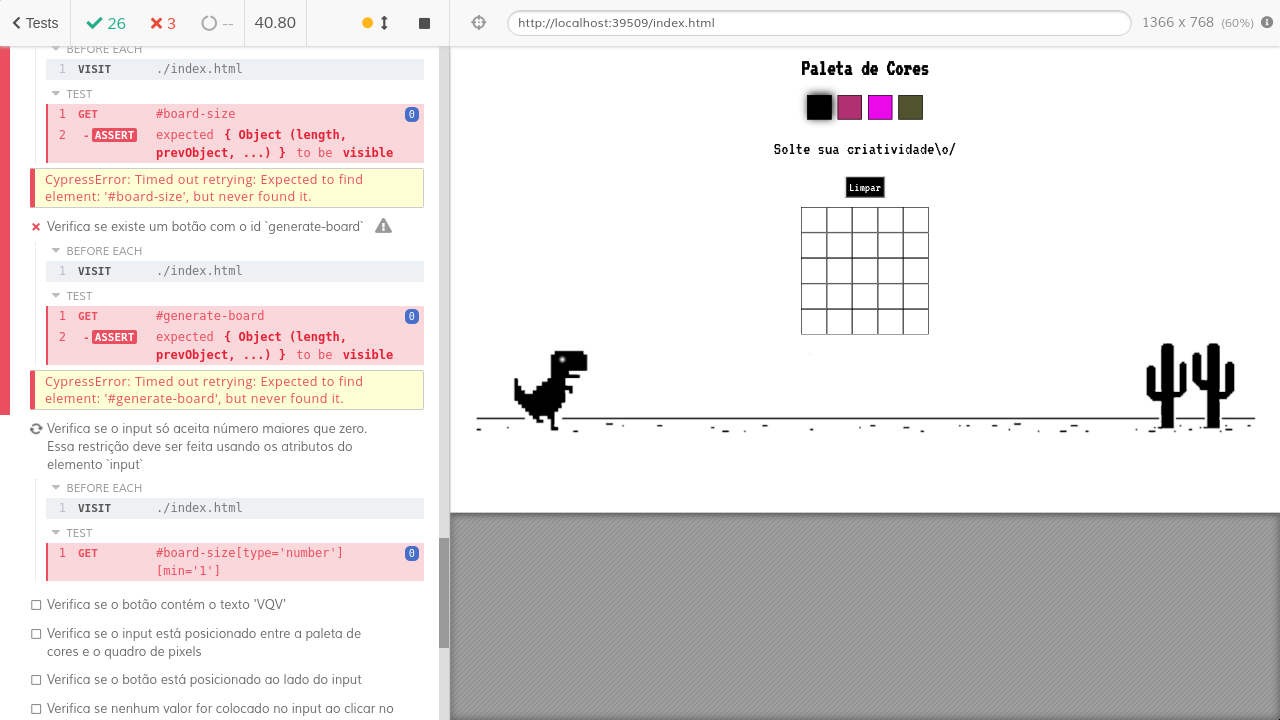 Tests
26
3
--
40.80
http://localhost:39509/index.html
1366 x 768 (60%)
BEFORE EACH
1 VISIT ./index.html
TEST
1 GET #board-size 0
2 -ASSERT expected { Object (length,
prevObject, ...) } to be visible
CypressError: Timed out retrying: Expected to find
element: '#board-size', but never found it.
Verifica se existe um botão com o id `generate-board`
BEFORE EACH
1 VISIT ./index.html
TEST
1 GET #generate-board 0
2 -ASSERT expected { Object (length,
prevObject, ...) } to be visible
CypressError: Timed out retrying: Expected to find
element: '#generate-board', but never found it.
Verifica se o input só aceita número maiores que zero.
Essa restrição deve ser feita usando os atributos do
elemento `input`
BEFORE EACH
1 VISIT ./index.html
TEST
1 GET #board-size[type='number'] 0
[min='1']
Verifica se o botão contém o texto 'VQV'
Verifica se o input está posicionado entre a paleta de
cores e o quadro de pixels
Verifica se o botão está posicionado ao lado do input
Verifica se nenhum valor for colocado no input ao clicar no
Paleta de Cores
Solte sua criatividade\o/
Limpar